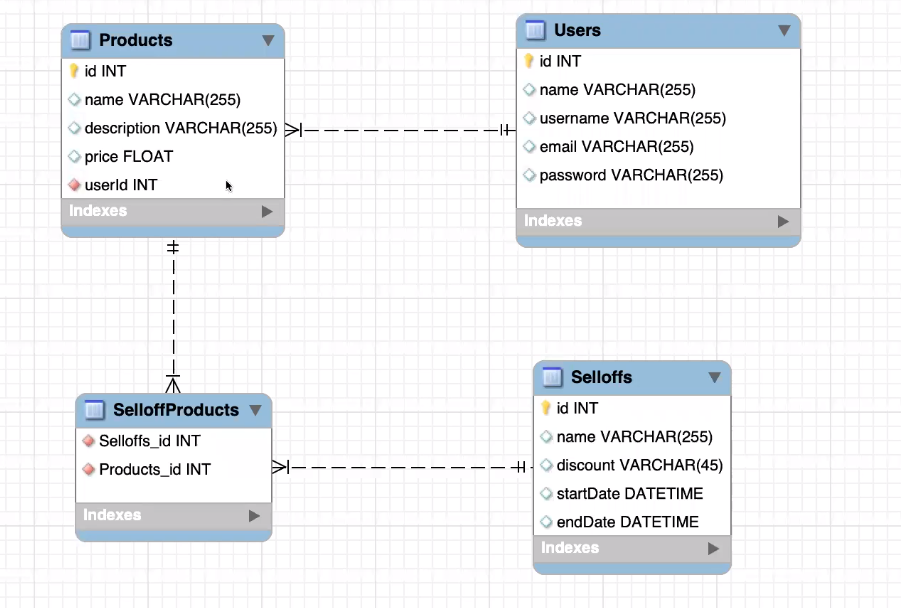 Products
id INT
name VARCHAR(255)
description VARCHAR(255)
price FLOAT
userId INT
Indexes
Users
id INT
name VARCHAR(255)
username VARCHAR(255)
email VARCHAR(255)
password VARCHAR(255)
Indexes
SelloffProducts
Selloffs_id INT
Products_id INT
Indexes
Selloffs
id INT
name VARCHAR(255)
discount VARCHAR(45)
startDate DATETIME
endDate DATETIME
Indexes